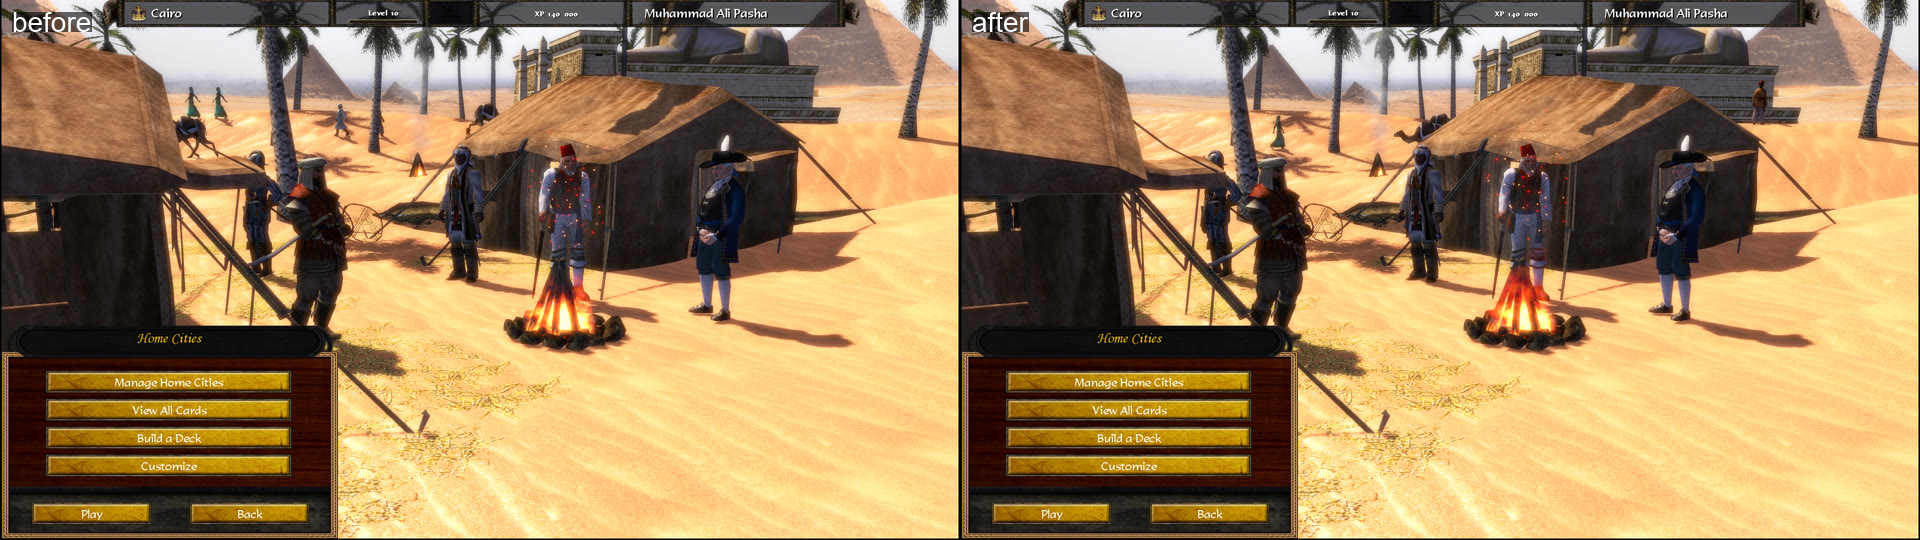 before
Cairo
Level 10
XP 140 000
Muhammad Ali Pasha
Home Cities
Manage Home Cities
View All Cards
Build a Deck
Customize
Play
Back
after
Cairo
Level 10
XP 140 000
Muhammad Ali Pasha
Home Cities
Manage Home Cities
View All Cards
Build a Deck
Customize
Play
Back